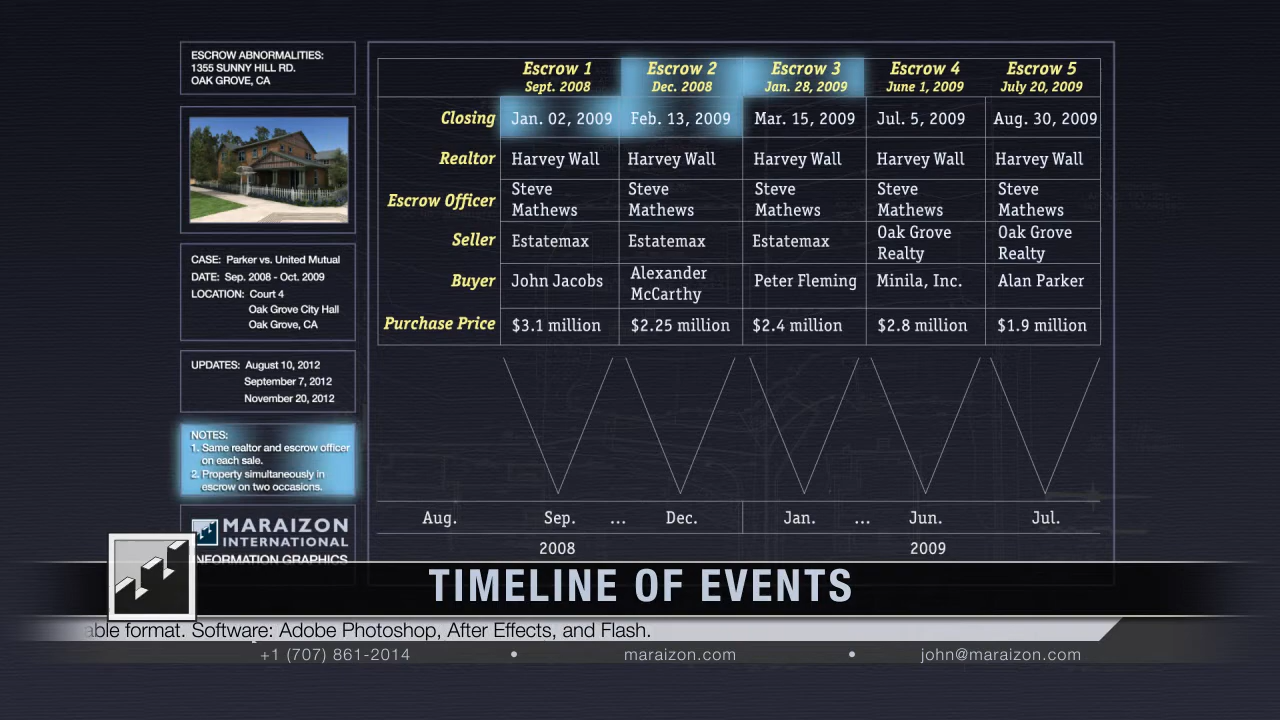 ESCROW ABNORMALITIES:
1355 SUNNY HILL RD.
OAK GROVE, CA
CASE: Parker vs. United Mutual
DATE: Sep. 2008 - Oct. 2009
LOCATION: Court 4
Oak Grove City Hall
Oak Grove, CA
UPDATES: August 10, 2012
September 7, 2012
November 20, 2012
NOTES:
1. Same realtor and escrow officer
on each sale.
2. Property simultaneously in
escrow on two occasions.
MARAIZON
INTERNATIONAL
INFORMATION GRAPHICS
Escrow 1 Escrow 2 Escrow 3 Escrow 4 Escrow 5
Sept. 2008 Dec. 2008 Jan. 28, 2009 June 1, 2009 July 20, 2009
Closing Jan. 02, 2009 Feb. 13, 2009 Mar. 15, 2009 Jul. 5, 2009 Aug. 30, 2009
Realtor Harvey Wall Harvey Wall Harvey Wall Harvey Wall Harvey Wall
Escrow Officer Steve Mathews Steve Mathews Steve Mathews Steve Mathews Steve Mathews
Seller Estatemax Estatemax Estatemax Oak Grove Realty Oak Grove Realty
Buyer John Jacobs Alexander McCarthy Peter Fleming Minila, Inc. Alan Parker
Purchase Price $3.1 million $2.25 million $2.4 million $2.8 million $1.9 million
Aug. Sep. ... Dec. Jan. ... Jun. Jul.
2008 2009
TIMELINE OF EVENTS
able format. Software: Adobe Photoshop, After Effects, and Flash.
+1 (707) 861-2014 • maraizon.com • john@maraizon.com